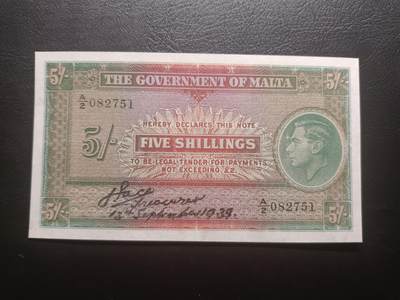 5/-
5/-
THE GOVERNMENT OF MALTA
A/2 082751
HEREBY DECLARES THIS NOTE
5/-
FIVE SHILLINGS
TO BE LEGAL TENDER FOR PAYMENTS
NOT EXCEEDING £2.
J. Pace
Treasurer
13th September 1939.
A/2 082751
5/-
5/-